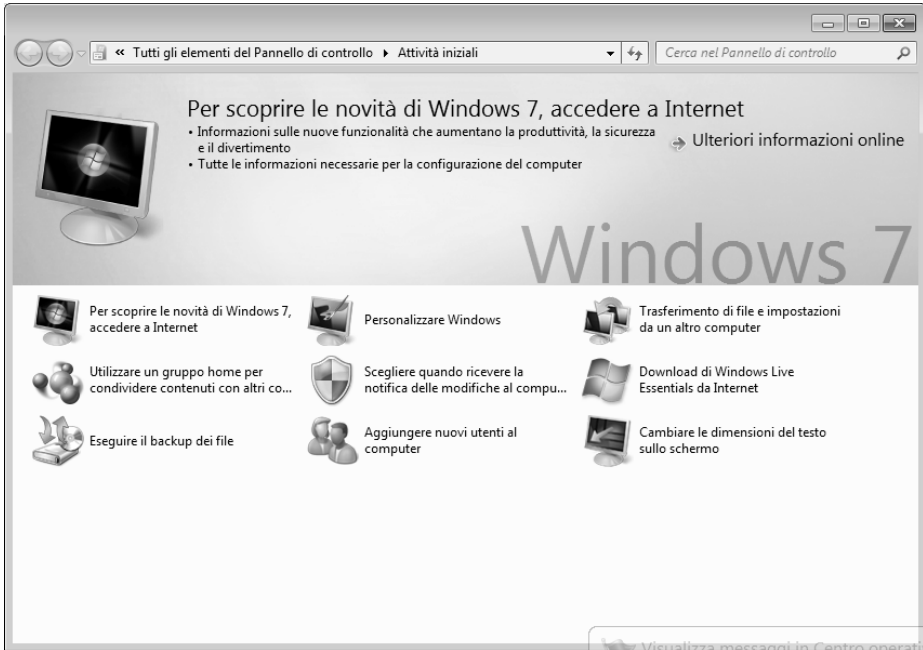 « Tutti gli elementi del Pannello di controllo ▸ Attività iniziali
Cerca nel Pannello di controllo
Per scoprire le novità di Windows 7, accedere a Internet
• Informazioni sulle nuove funzionalità che aumentano la produttività, la sicurezza
e il divertimento
• Tutte le informazioni necessarie per la configurazione del computer
Ulteriori informazioni online
Windows 7
Per scoprire le novità di Windows 7,
accedere a Internet
Personalizzare Windows
Trasferimento di file e impostazioni
da un altro computer
Utilizzare un gruppo home per
condividere contenuti con altri co...
Scegliere quando ricevere la
notifica delle modifiche al compu...
Download di Windows Live
Essentials da Internet
Eseguire il backup dei file
Aggiungere nuovi utenti al
computer
Cambiare le dimensioni del testo
sullo schermo
Visualizza messaggi in Centro operati